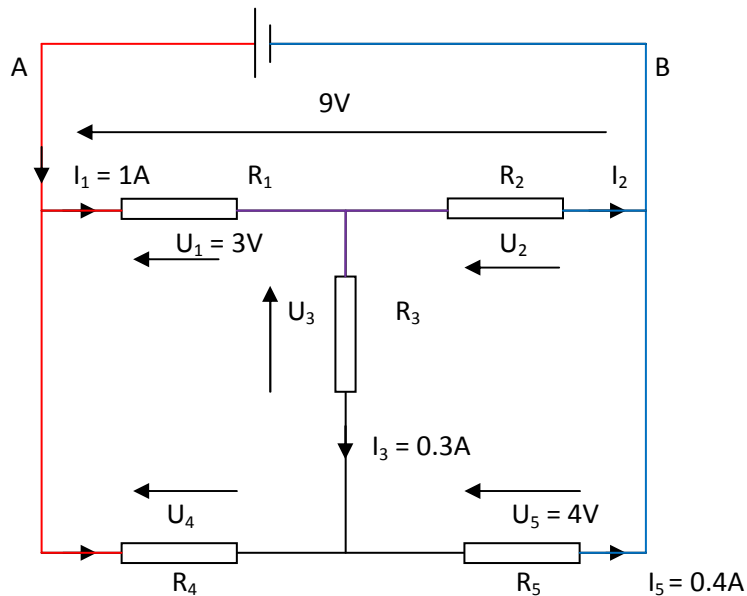 A
B
9V
I₁ = 1A
R₁
R₂
I₂
U₁ = 3V
U₂
U₃
R₃
I₃ = 0.3A
U₄
U₅ = 4V
R₄
R₅
I₅ = 0.4A